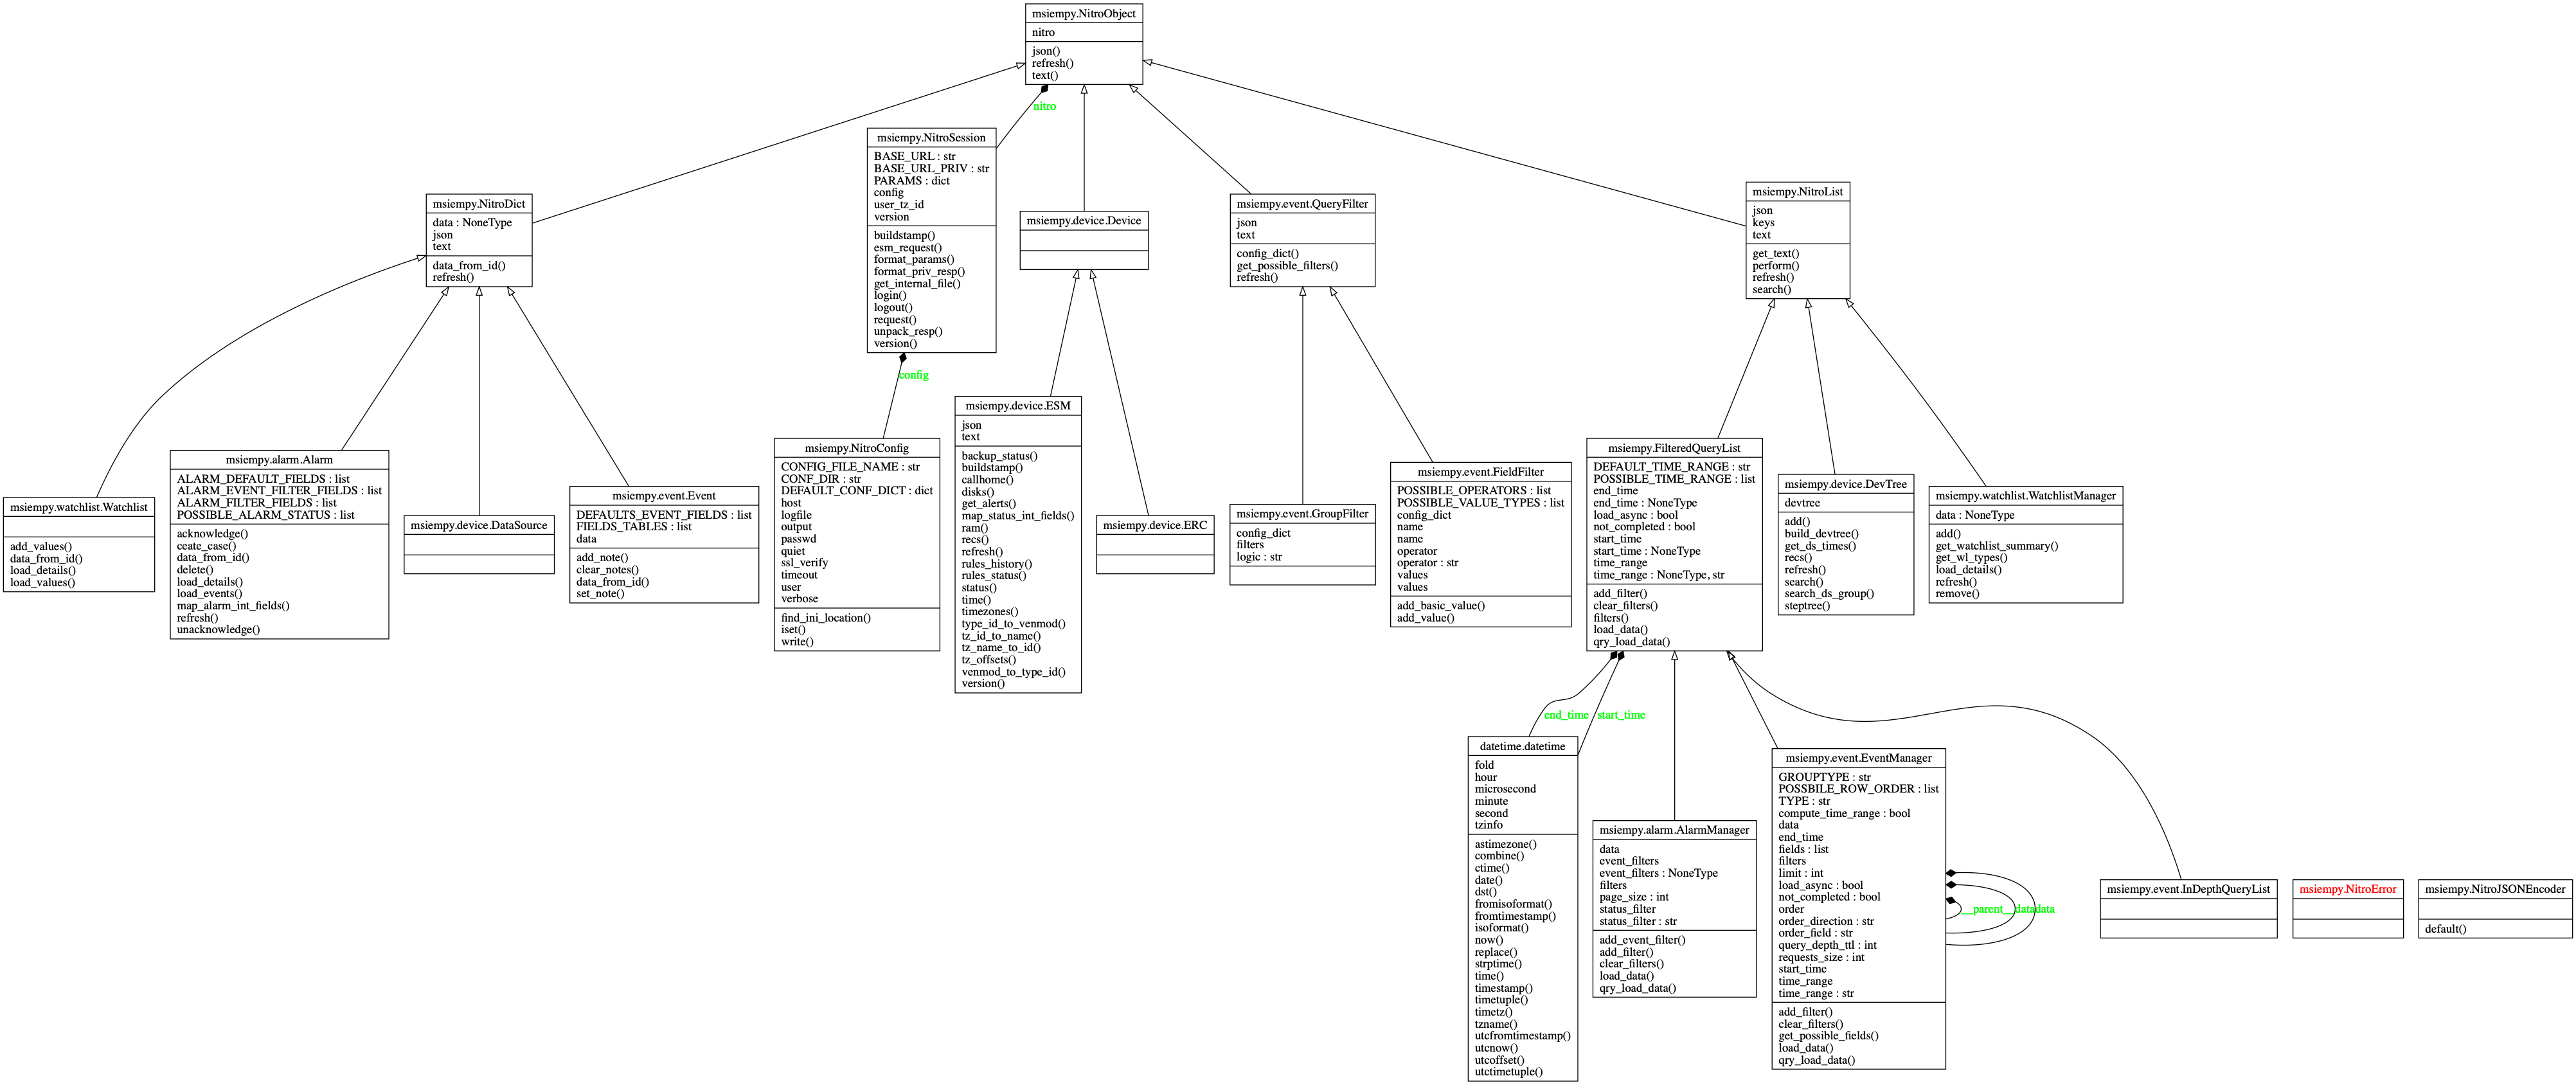 msiempy.NitroObject
nitro
json()
refresh()
text()
nitro
msiempy.NitroSession
BASE_URL : str
BASE_URL_PRIV : str
PARAMS : dict
config
user_tz_id
version
buildstamp()
esm_request()
format_params()
format_priv_resp()
get_internal_file()
login()
logout()
request()
unpack_resp()
version()
msiempy.NitroDict
data : NoneType
json
text
data_from_id()
refresh()
msiempy.device.Device
msiempy.event.QueryFilter
json
text
config_dict()
get_possible_filters()
refresh()
msiempy.NitroList
json
keys
text
get_text()
perform()
refresh()
search()
config
msiempy.watchlist.Watchlist
add_values()
data_from_id()
load_details()
load_values()
msiempy.alarm.Alarm
ALARM_DEFAULT_FIELDS : list
ALARM_EVENT_FILTER_FIELDS : list
ALARM_FILTER_FIELDS : list
POSSIBLE_ALARM_STATUS : list
acknowledge()
ceate_case()
data_from_id()
delete()
load_details()
load_events()
map_alarm_int_fields()
refresh()
unacknowledge()
msiempy.device.DataSource
msiempy.event.Event
DEFAULTS_EVENT_FIELDS : list
FIELDS_TABLES : list
data
add_note()
clear_notes()
data_from_id()
set_note()
msiempy.NitroConfig
CONFIG_FILE_NAME : str
CONF_DIR : str
DEFAULT_CONF_DICT : dict
host
logfile
output
passwd
quiet
ssl_verify
timeout
user
verbose
find_ini_location()
iset()
write()
msiempy.device.ESM
json
text
backup_status()
buildstamp()
callhome()
disks()
get_alerts()
map_status_int_fields()
ram()
recs()
refresh()
rules_history()
rules_status()
status()
time()
timezones()
type_id_to_venmod()
tz_id_to_name()
tz_name_to_id()
tz_offsets()
venmod_to_type_id()
version()
msiempy.device.ERC
msiempy.event.GroupFilter
config_dict
filters
logic : str
msiempy.event.FieldFilter
POSSIBLE_OPERATORS : list
POSSIBLE_VALUE_TYPES : list
config_dict
name
name
operator
operator : str
values
values
add_basic_value()
add_value()
msiempy.FilteredQueryList
DEFAULT_TIME_RANGE : str
POSSIBLE_TIME_RANGE : list
end_time
end_time : NoneType
load_async : bool
not_completed : bool
start_time
start_time : NoneType
time_range
time_range : NoneType, str
add_filter()
clear_filters()
filters()
load_data()
qry_load_data()
msiempy.device.DevTree
devtree
add()
build_devtree()
get_ds_times()
recs()
refresh()
search()
search_ds_group()
steptree()
msiempy.watchlist.WatchlistManager
data : NoneType
add()
get_watchlist_summary()
get_wl_types()
load_details()
refresh()
remove()
end_time
start_time
datetime.datetime
fold
hour
microsecond
minute
second
tzinfo
astimezone()
combine()
ctime()
date()
dst()
fromisoformat()
fromtimestamp()
isoformat()
now()
replace()
strptime()
time()
timestamp()
timetuple()
timetz()
tzname()
utcfromtimestamp()
utcnow()
utcoffset()
utctimetuple()
msiempy.alarm.AlarmManager
data
event_filters
event_filters : NoneType
filters
page_size : int
status_filter
status_filter : str
add_event_filter()
add_filter()
clear_filters()
load_data()
qry_load_data()
msiempy.event.EventManager
GROUPTYPE : str
POSSBILE_ROW_ORDER : list
TYPE : str
compute_time_range : bool
data
end_time
fields : list
filters
limit : int
load_async : bool
not_completed : bool
order
order_direction : str
order_field : str
query_depth_ttl : int
requests_size : int
start_time
time_range
time_range : str
add_filter()
clear_filters()
get_possible_fields()
load_data()
qry_load_data()
__parent__datadata
msiempy.event.InDepthQueryList
msiempy.NitroError
msiempy.NitroJSONEncoder
default()